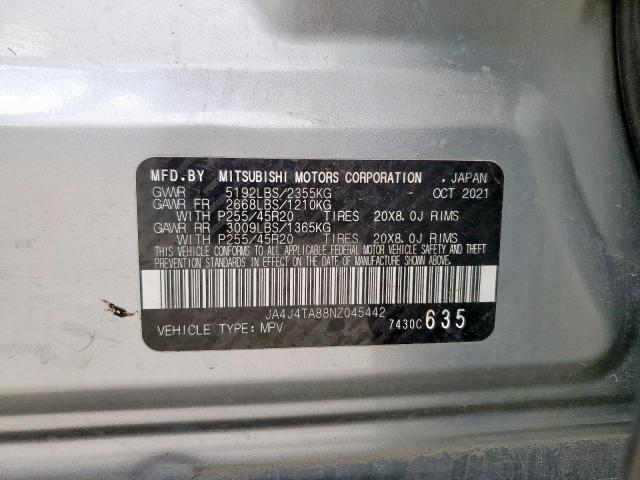 MFD.BY MITSUBISHI MOTORS CORPORATION . JAPAN
GVWR 5192LBS/2355KG OCT 2021
GAWR FR 2668LBS/1210KG
WITH P255/45R20 TIRES 20X8.0J RIMS
GAWR RR 3009LBS/1365KG
WITH P255/45R20 TIRES 20X8.0J RIMS
THIS VEHICLE CONFORMS TO ALL APPLICABLE FEDERAL MOTOR VEHICLE SAFETY AND THEFT
PREVENTION STANDARDS IN EFFECT ON THE DATE OF MANUFACTURE SHOWN ABOVE.
JA4J4TA88NZ045442
VEHICLE TYPE: MPV 7430C 635